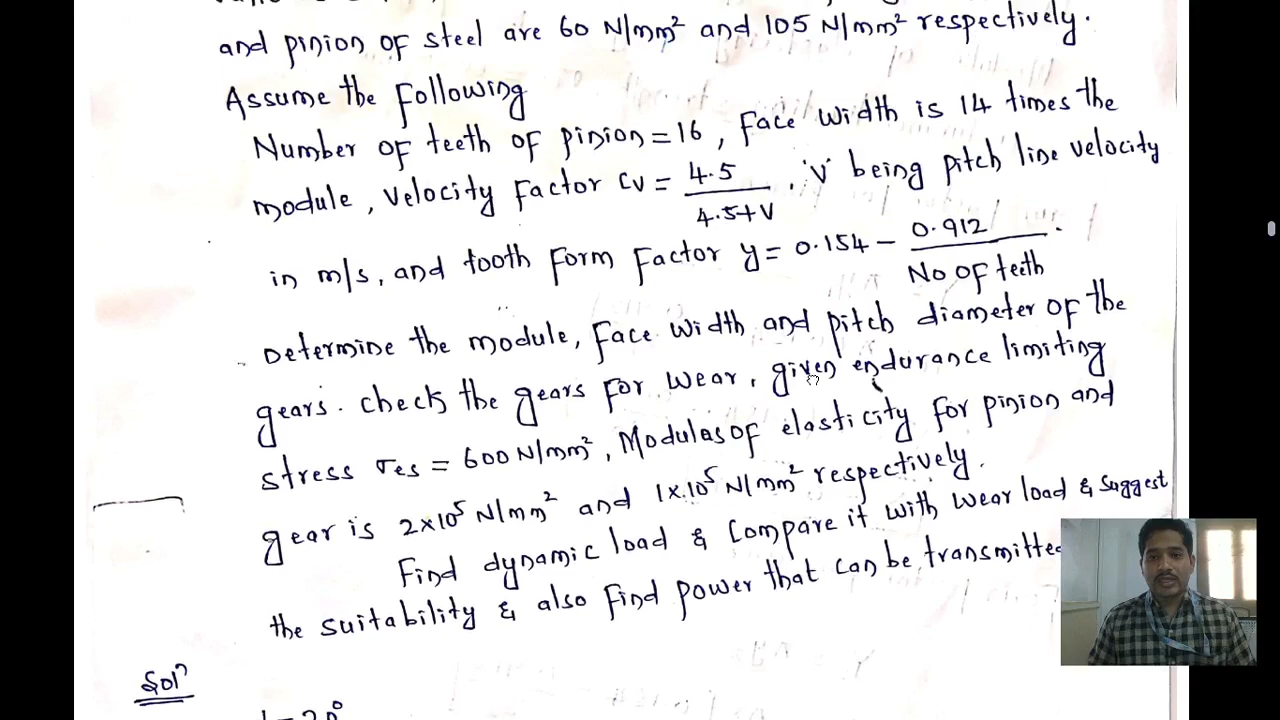 and pinion of steel are 60 N/mm² and 105 N/mm² respectively.
Assume the following
Number of teeth of pinion = 16, Face width is 14 times the
module, velocity factor Cv = 4.5 / 4.5+V , 'V' being pitch line velocity
in m/s, and tooth form factor y = 0.154 - 0.912 / No of teeth .
Determine the module, face width and pitch diameter of the
gears. check the gears for wear, given endurance limiting
stress σes = 600 N/mm², Modulas of elasticity for pinion and
gear is 2×10⁵ N/mm² and 1×10⁵ N/mm² respectively.
Find dynamic load & compare it with wear load & suggest
the suitability & also find power that can be
Solⁿ